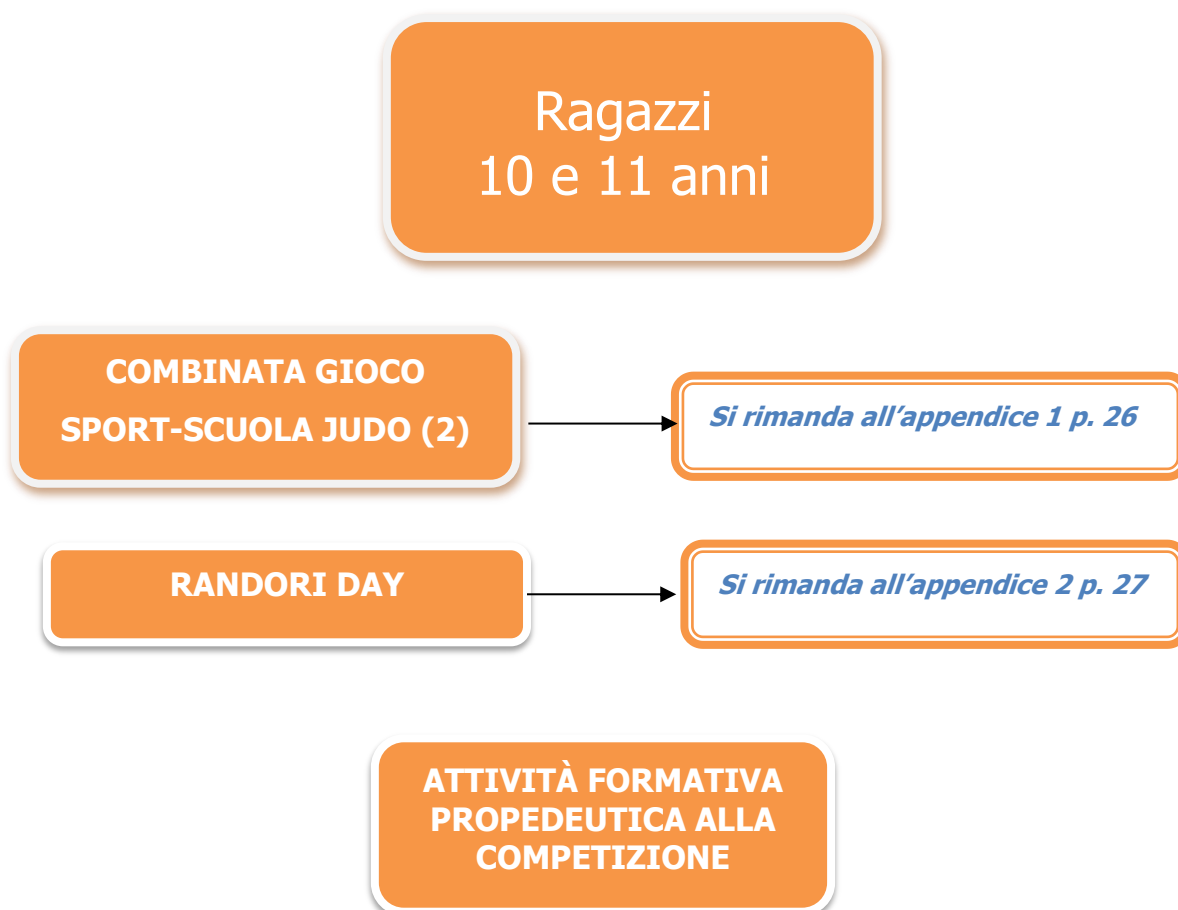 Ragazzi
10 e 11 anni
COMBINATA GIOCO
SPORT-SCUOLA JUDO (2)
Si rimanda all’appendice 1 p. 26
RANDORI DAY
Si rimanda all’appendice 2 p. 27
ATTIVITÀ FORMATIVA
PROPEDEUTICA ALLA
COMPETIZIONE